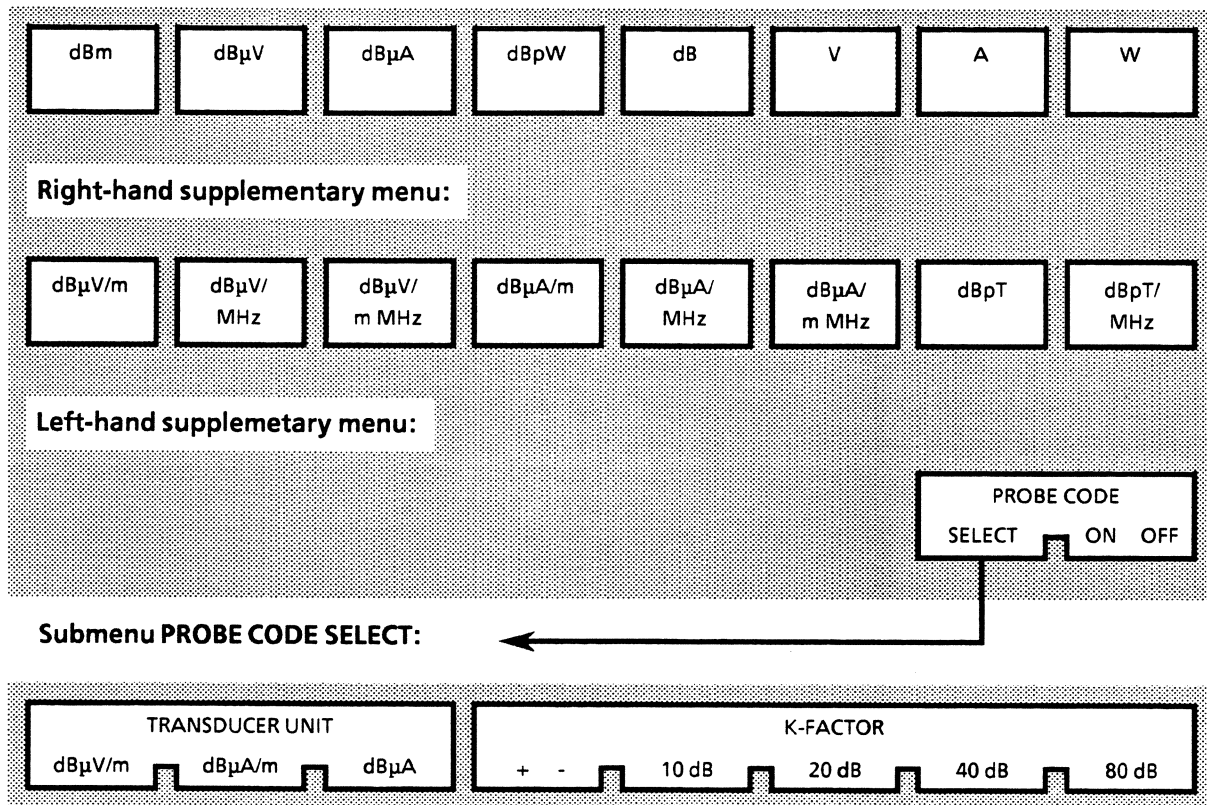 dBm dBµV dBµA dBpW dB V A W
Right-hand supplementary menu:
dBµV/m dBµV/ dBµV/ dBµA/m dBµA/ dBµA/ dBpT dBpT/
MHz m MHz MHz m MHz MHz
Left-hand supplemetary menu:
PROBE CODE
SELECT ON OFF
Submenu PROBE CODE SELECT:
TRANSDUCER UNIT K-FACTOR
dBµV/m dBµA/m dBµA + - 10 dB 20 dB 40 dB 80 dB